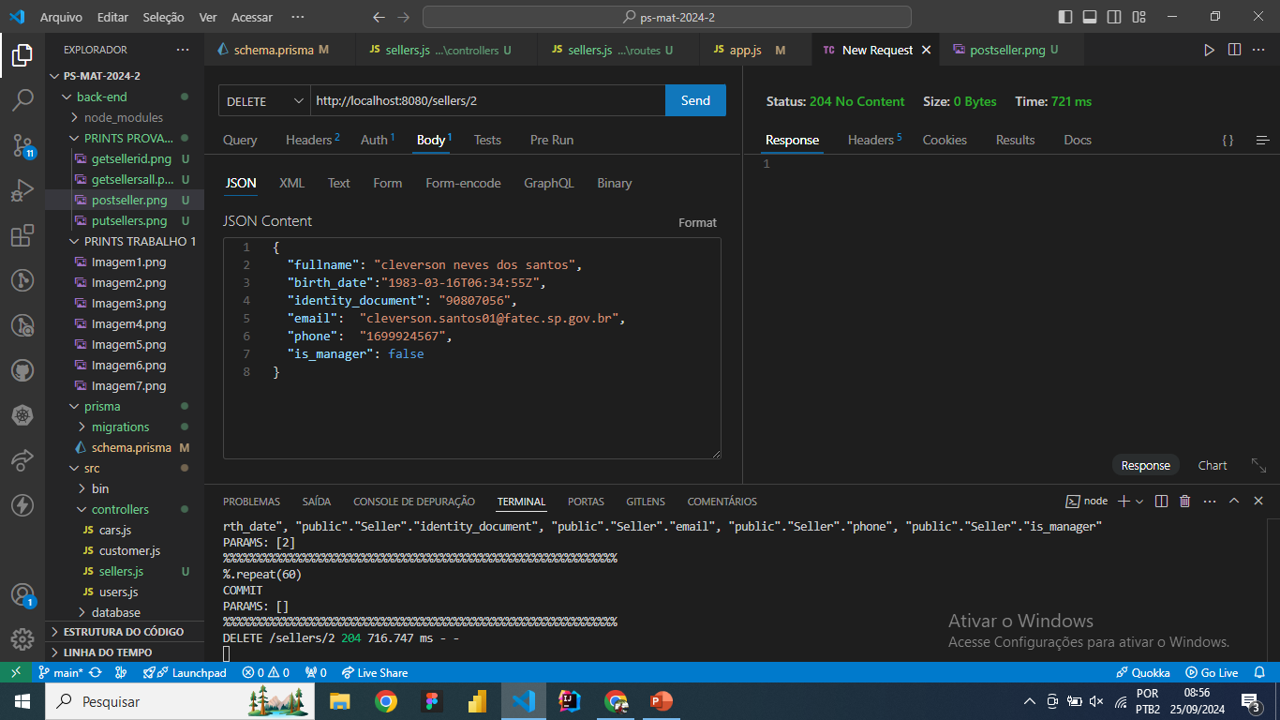 Arquivo Editar Seleção Ver Acessar ··· ps-mat-2024-2
EXPLORADOR ···
schema.prisma M sellers.js ...\controllers U sellers.js ...\routes U app.js M TC New Request postseller.png U ···
PS-MAT-2024-2
back-end
node_modules
PRINTS PROVA...
getsellerid.png U
getsellersall.p... U
postseller.png U
putsellers.png U
PRINTS TRABALHO 1
Imagem1.png
Imagem2.png
Imagem3.png
Imagem4.png
Imagem5.png
Imagem6.png
Imagem7.png
prisma
migrations
schema.prisma M
src
bin
controllers
JS cars.js
JS customer.js
JS sellers.js U
JS users.js
database
ESTRUTURA DO CÓDIGO
LINHA DO TEMPO
11
1
DELETE http://localhost:8080/sellers/2 Send
Query Headers 2 Auth 1 Body 1 Tests Pre Run
JSON XML Text Form Form-encode GraphQL Binary
JSON Content Format
1 {
2 "fullname": "cleverson neves dos santos",
3 "birth_date":"1983-03-16T06:34:55Z",
4 "identity_document": "90807056",
5 "email": "cleverson.santos01@fatec.sp.gov.br",
6 "phone": "1699924567",
7 "is_manager": false
8 }
Status: 204 No Content Size: 0 Bytes Time: 721 ms
Response Headers 5 Cookies Results Docs { }
1
Response Chart
PROBLEMAS SAÍDA CONSOLE DE DEPURAÇÃO TERMINAL PORTAS GITLENS COMENTÁRIOS node ···
rth_date", "public"."Seller"."identity_document", "public"."Seller"."email", "public"."Seller"."phone", "public"."Seller"."is_manager"
PARAMS: [2]
%%%%%%%%%%%%%%%%%%%%%%%%%%%%%%%%%%%%%%%%%%%%%%%%%%%%%%%%%%%%
%.repeat(60)
COMMIT
PARAMS: []
%%%%%%%%%%%%%%%%%%%%%%%%%%%%%%%%%%%%%%%%%%%%%%%%%%%%%%%%%%%%
DELETE /sellers/2 204 716.747 ms - -
Ativar o Windows
Acesse Configurações para ativar o Windows.
main* Launchpad 0 0 0 Live Share Quokka Go Live
Pesquisar POR 08:56
PTB2 25/09/2024 3